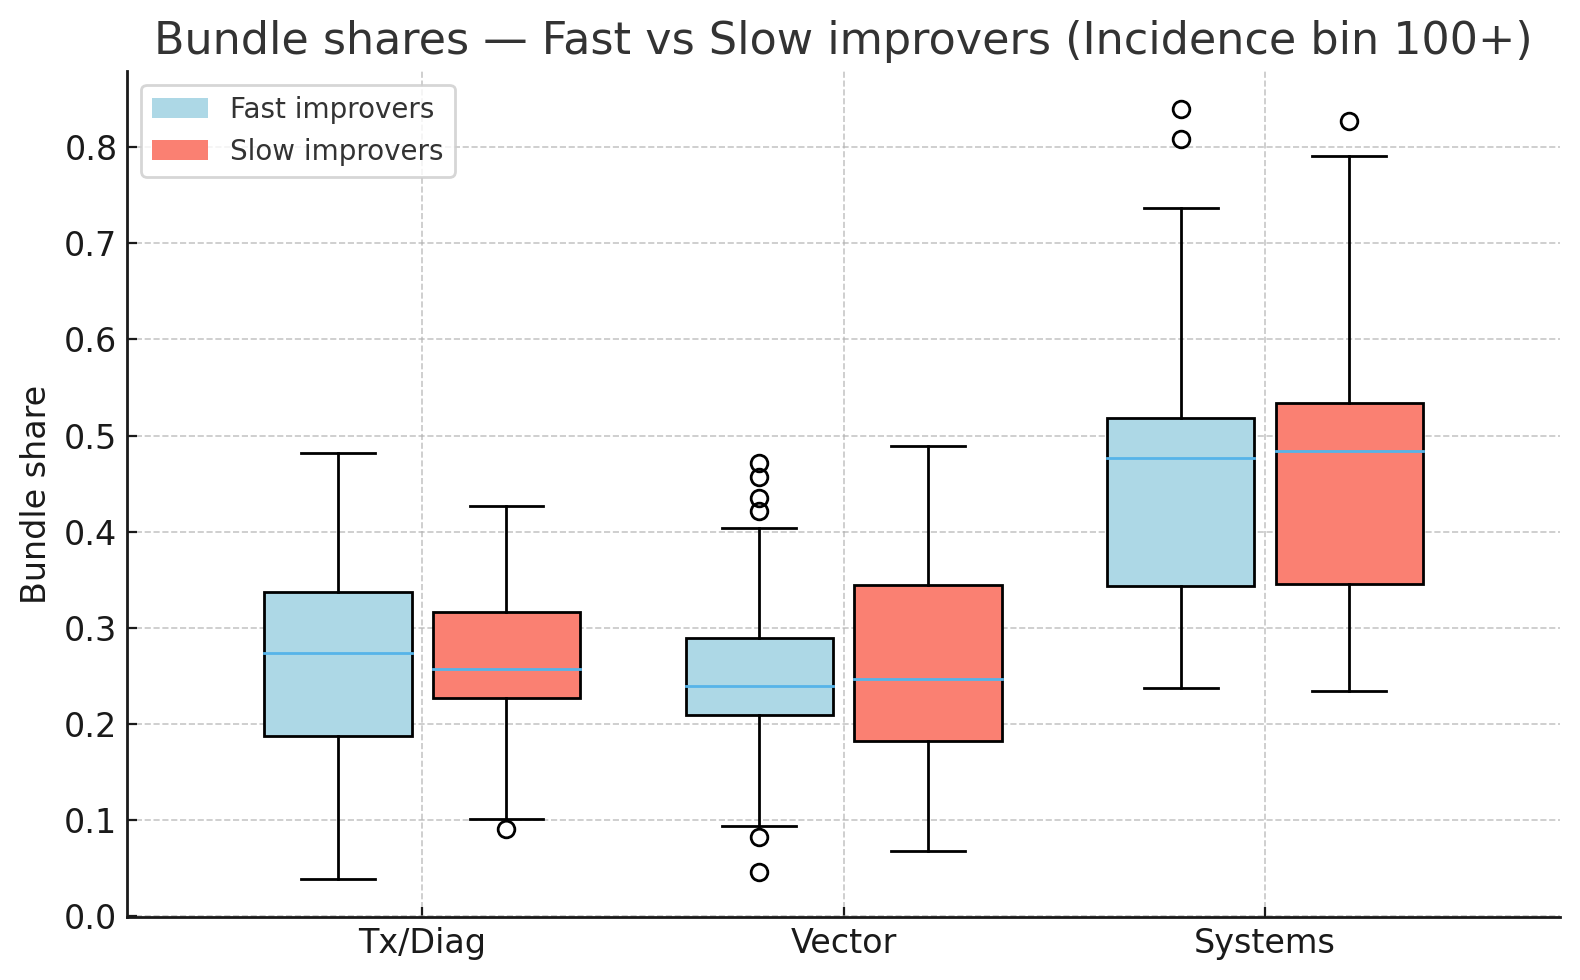 Bundle shares — Fast vs Slow improvers (Incidence bin 100+)
Fast improvers
Slow improvers
0.8
0.7
0.6
0.5
0.4
0.3
0.2
0.1
0.0
Bundle share
Tx/Diag
Vector
Systems